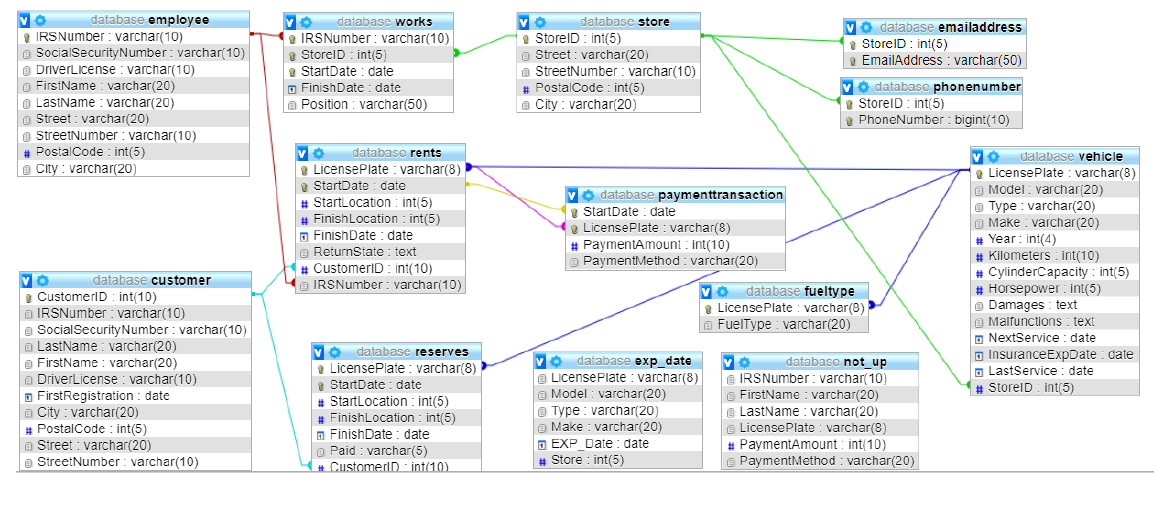 database employee
IRSNumber : varchar(10)
SocialSecurityNumber : varchar(10)
DriverLicense : varchar(10)
FirstName : varchar(20)
LastName : varchar(20)
Street : varchar(20)
StreetNumber : varchar(10)
# PostalCode : int(5)
City : varchar(20)
database works
IRSNumber : varchar(10)
StoreID : int(5)
StartDate : date
FinishDate : date
Position : varchar(50)
database store
StoreID : int(5)
Street : varchar(20)
StreetNumber : varchar(10)
# PostalCode : int(5)
City : varchar(20)
database emailaddress
StoreID : int(5)
EmailAddress : varchar(50)
database phonenumber
StoreID : int(5)
PhoneNumber : bigint(10)
database rents
LicensePlate : varchar(8)
StartDate : date
# StartLocation : int(5)
# FinishLocation : int(5)
FinishDate : date
ReturnState : text
# CustomerID : int(10)
IRSNumber : varchar(10)
database paymenttransaction
StartDate : date
LicensePlate : varchar(8)
# PaymentAmount : int(10)
PaymentMethod : varchar(20)
database vehicle
LicensePlate : varchar(8)
Model : varchar(20)
Type : varchar(20)
Make : varchar(20)
# Year : int(4)
# Kilometers : int(10)
# CylinderCapacity : int(5)
# Horsepower : int(5)
Damages : text
Malfunctions : text
NextService : date
InsuranceExpDate : date
LastService : date
# StoreID : int(5)
database customer
CustomerID : int(10)
IRSNumber : varchar(10)
SocialSecurityNumber : varchar(10)
LastName : varchar(20)
FirstName : varchar(20)
DriverLicense : varchar(10)
FirstRegistration : date
City : varchar(20)
# PostalCode : int(5)
Street : varchar(20)
StreetNumber : varchar(10)
database fueltype
LicensePlate : varchar(8)
FuelType : varchar(20)
database reserves
LicensePlate : varchar(8)
StartDate : date
# StartLocation : int(5)
# FinishLocation : int(5)
FinishDate : date
Paid : varchar(5)
# CustomerID : int(10)
database exp_date
LicensePlate : varchar(8)
Model : varchar(20)
Type : varchar(20)
Make : varchar(20)
EXP_Date : date
# Store : int(5)
database not_up
IRSNumber : varchar(10)
FirstName : varchar(20)
LastName : varchar(20)
LicensePlate : varchar(8)
# PaymentAmount : int(10)
PaymentMethod : varchar(20)